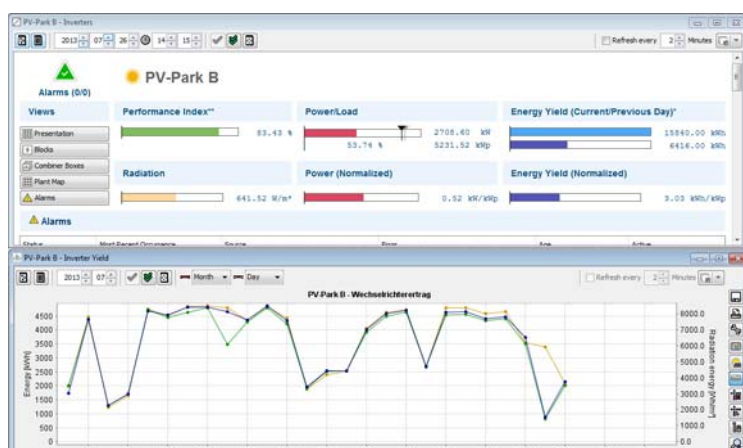 PV-Park B - Inverters
2013 07 26 14 15 Refresh every 2 Minutes
PV-Park B
Alarms (0/0)
Views Performance Index** Power/Load Energy Yield (Current/Previous Day)*
Presentation 83.43 % 2708.60 kW 15840.00 kWh
Blocks 53.74 % 5231.52 kWp 6416.00 kWh
Combiner Boxes
Plant Map Radiation Power (Normalized) Energy Yield (Normalized)
Alarms 641.52 W/m² 0.52 kW/kWp 3.03 kWh/kWp
Alarms
Status Most Recent Occurrence Source Error Age Active
PV-Park B - Inverter Yield
2013 07 Month Day Refresh every 2 Minutes
PV-Park B - Wechselrichterertrag
Energy [kWh]
4500
4000
3500
3000
2500
2000
1500
1000
500
0
8000.0
7000.0
6000.0
5000.0
4000.0
3000.0
2000.0
1000.0
0.0
Radiation energy [Wh/m²]